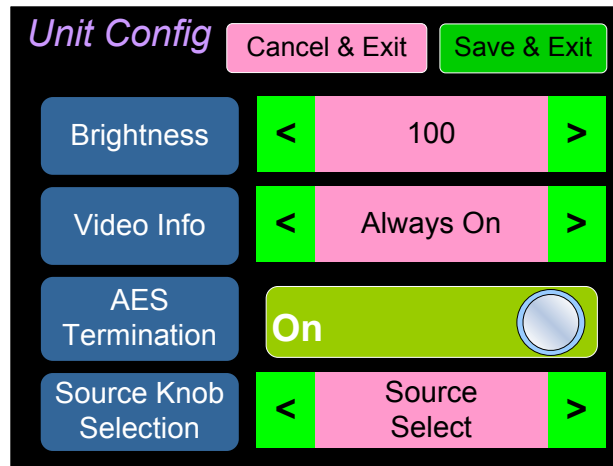 Unit Config
Cancel & Exit
Save & Exit
Brightness
< 100 >
Video Info
< Always On >
AES
Termination
On
Source Knob
Selection
< Source
Select >